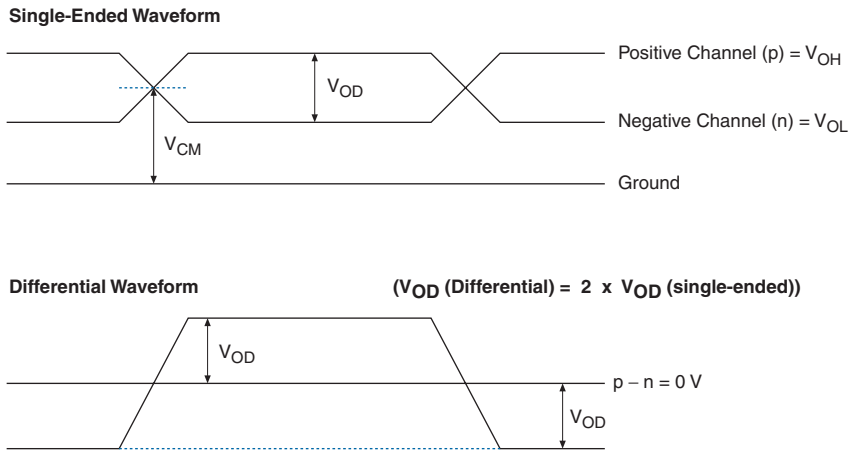 Single-Ended Waveform
Positive Channel (p) = VOH
VOD
Negative Channel (n) = VOL
VCM
Ground
Differential Waveform
(VOD (Differential) = 2 x VOD (single-ended))
VOD
p − n = 0 V
VOD